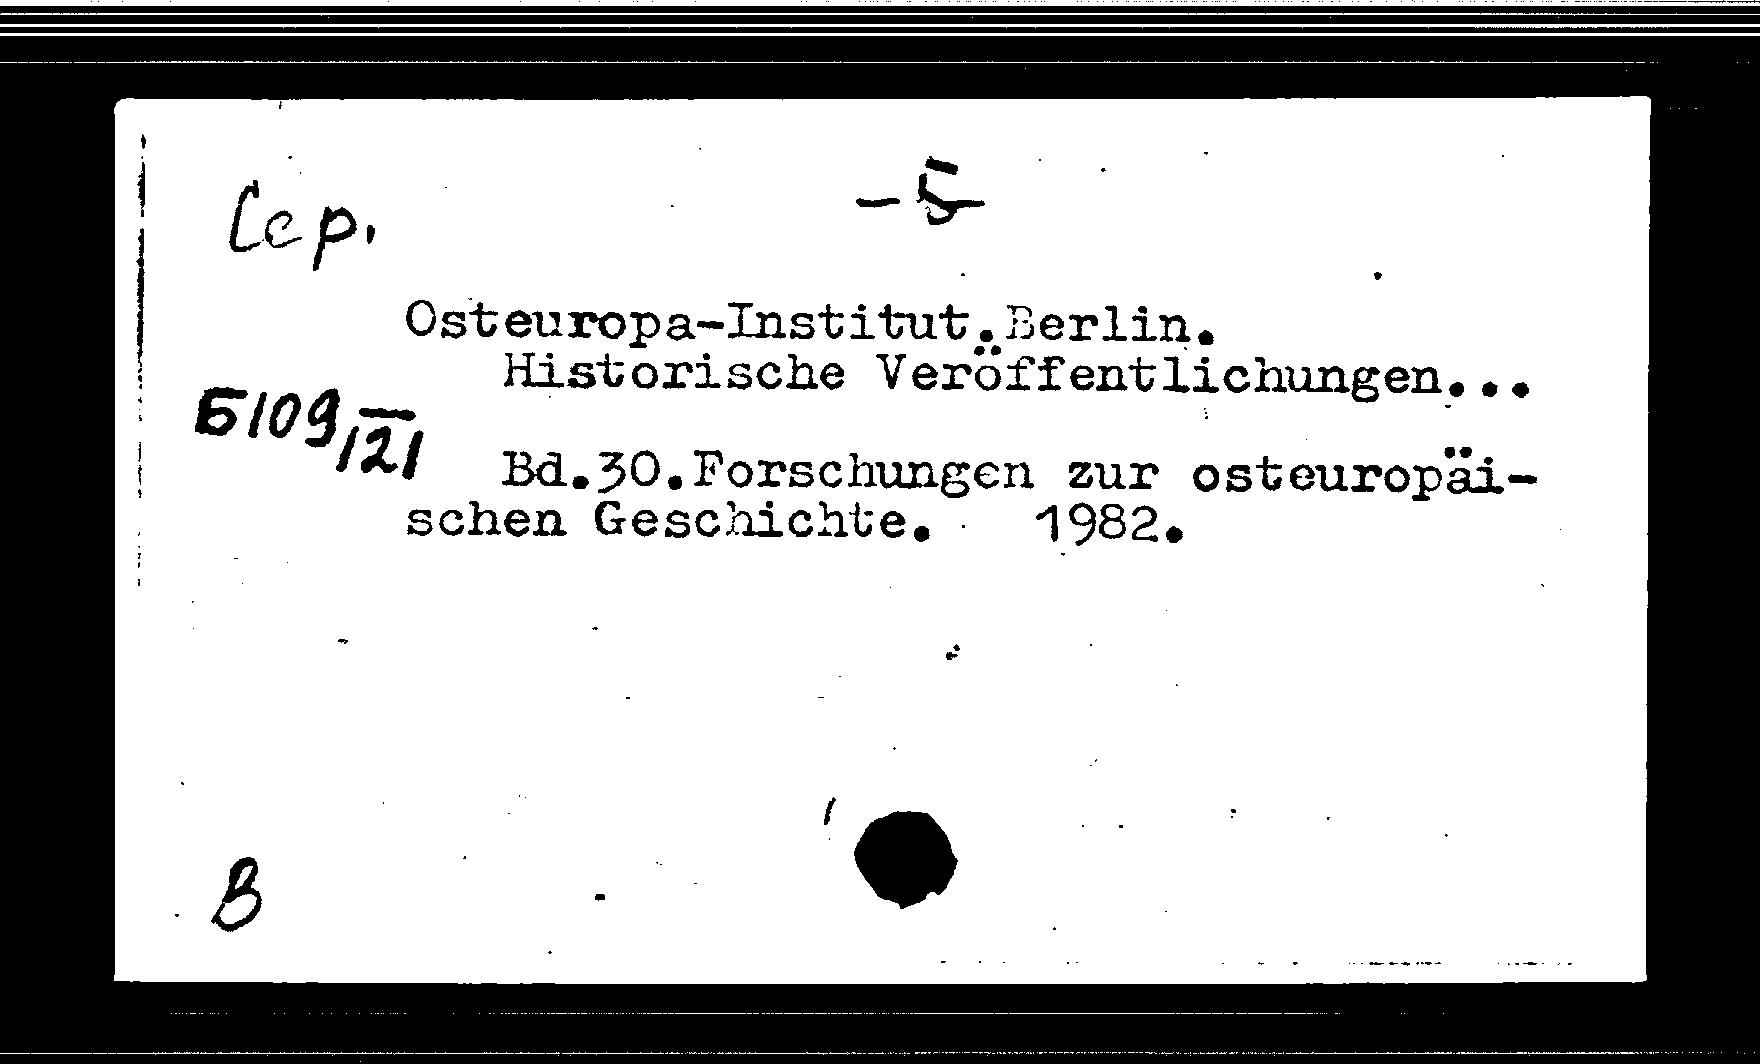 Сер.
-5-
Osteuropa-Institut.Berlin.
Historische Veröffentlichungen...
Б109/121
Bd.30.Forschungen zur osteuropäi-
schen Geschichte. 1982.
В